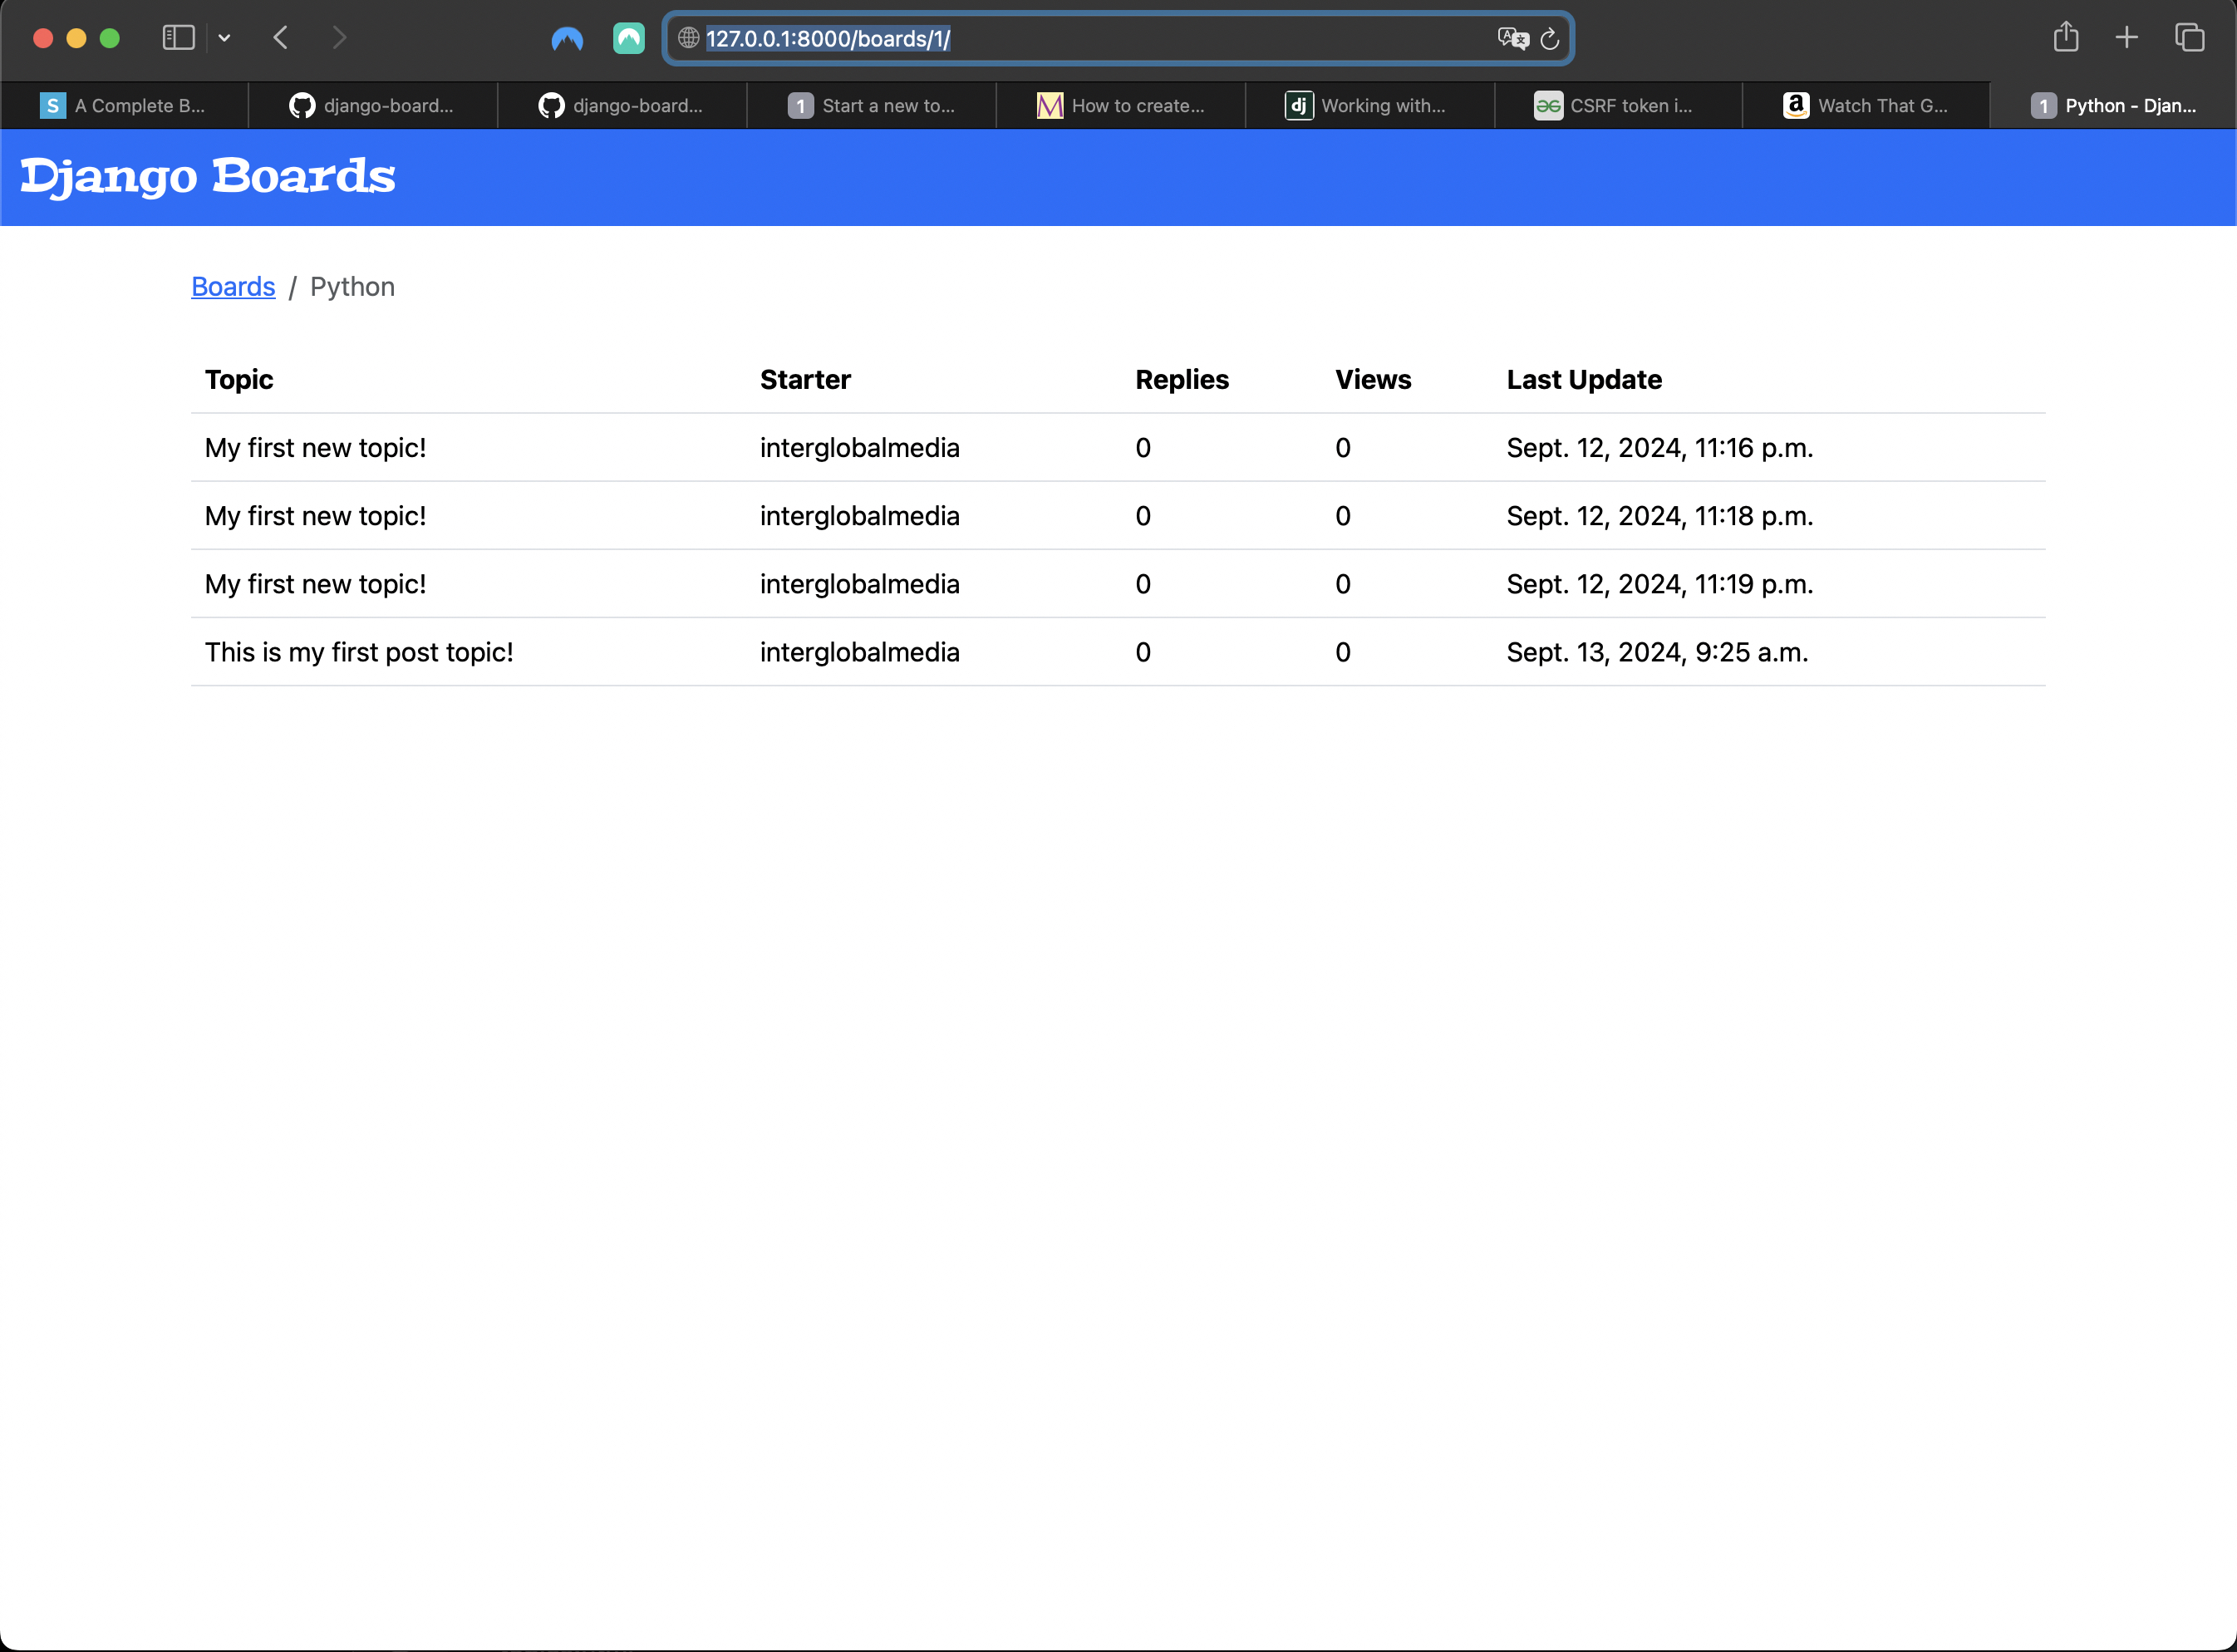 127.0.0.1:8000/boards/1/
S A Complete B... django-board... django-board... 1 Start a new to... M How to create... dj Working with... CSRF token i... a Watch That G... 1 Python - Djan...
Django Boards
Boards / Python
Topic Starter Replies Views Last Update
My first new topic! interglobalmedia 0 0 Sept. 12, 2024, 11:16 p.m.
My first new topic! interglobalmedia 0 0 Sept. 12, 2024, 11:18 p.m.
My first new topic! interglobalmedia 0 0 Sept. 12, 2024, 11:19 p.m.
This is my first post topic! interglobalmedia 0 0 Sept. 13, 2024, 9:25 a.m.